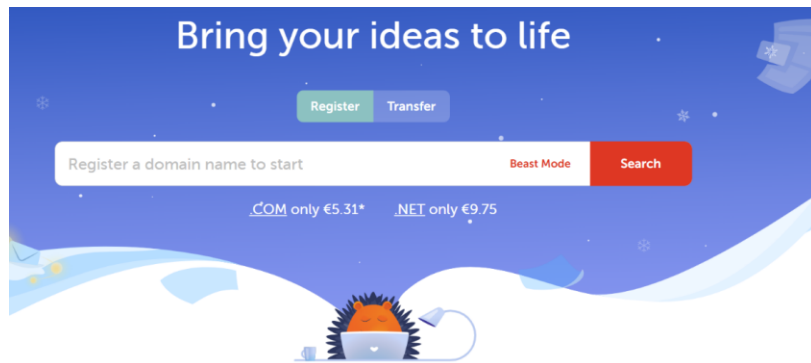 Bring your ideas to life
Register Transfer
Register a domain name to start Beast Mode Search
.COM only €5.31* .NET only €9.75